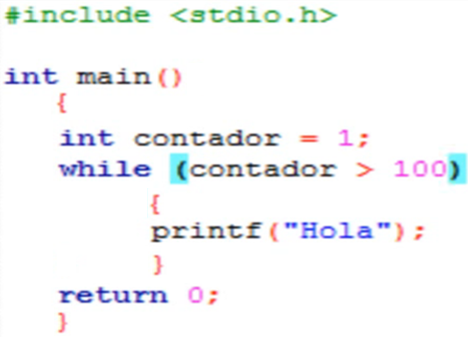 #include <stdio.h>
int main()
{
int contador = 1;
while (contador > 100)
{
printf("Hola");
}
return 0;
}